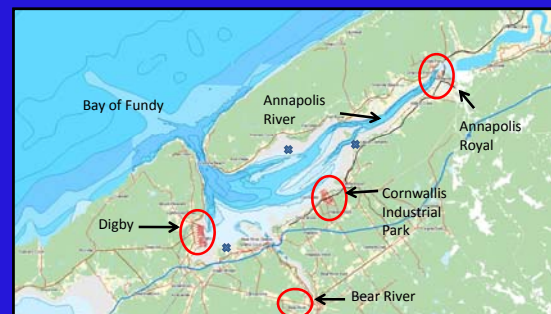 Bay of Fundy
Annapolis
River
Annapolis
Royal
Cornwallis
Industrial
Park
Digby
Bear River